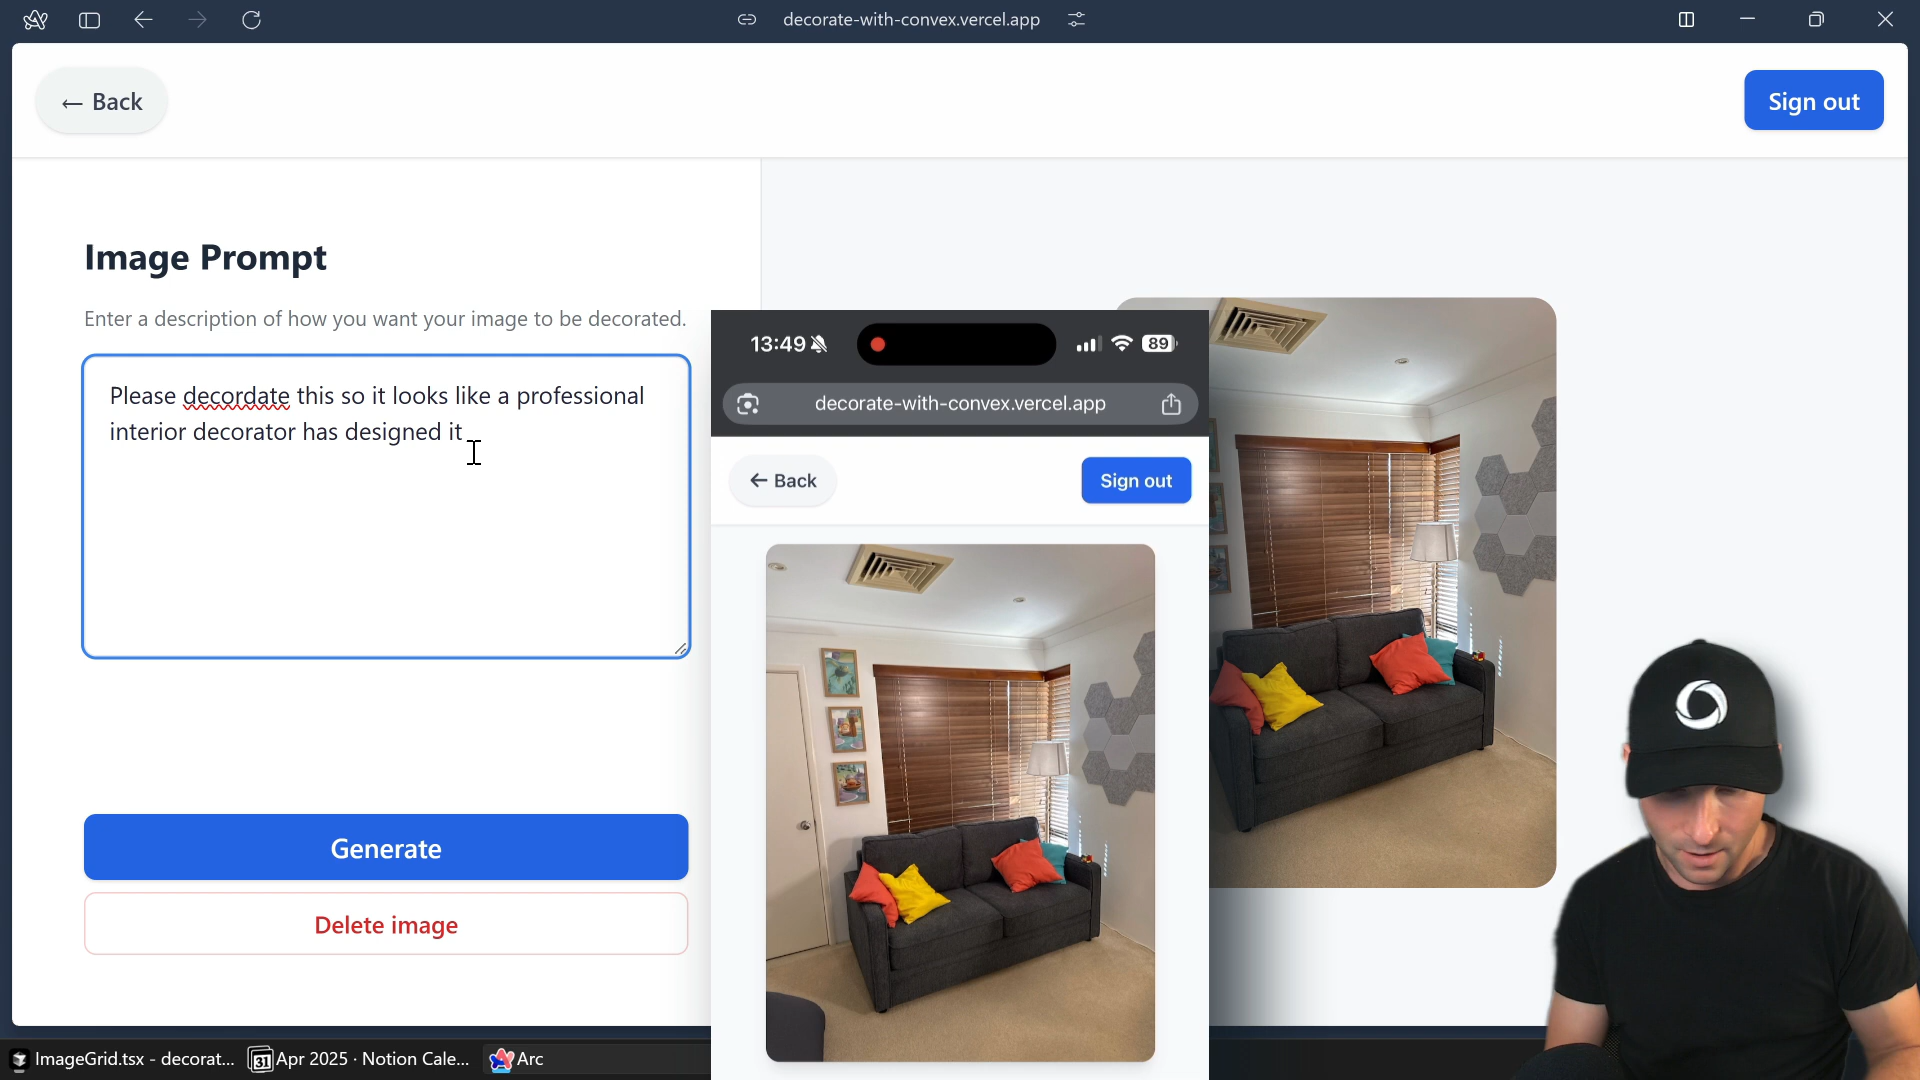 decorate-with-convex.vercel.app
← Back
Sign out
Image Prompt
Enter a description of how you want your image to be decorated.
Please decordate this so it looks like a professional
interior decorator has designed it
Generate
Delete image
13:49
89
decorate-with-convex.vercel.app
← Back
Sign out
ImageGrid.tsx - decorat...
31
Apr 2025 · Notion Cale...
Arc